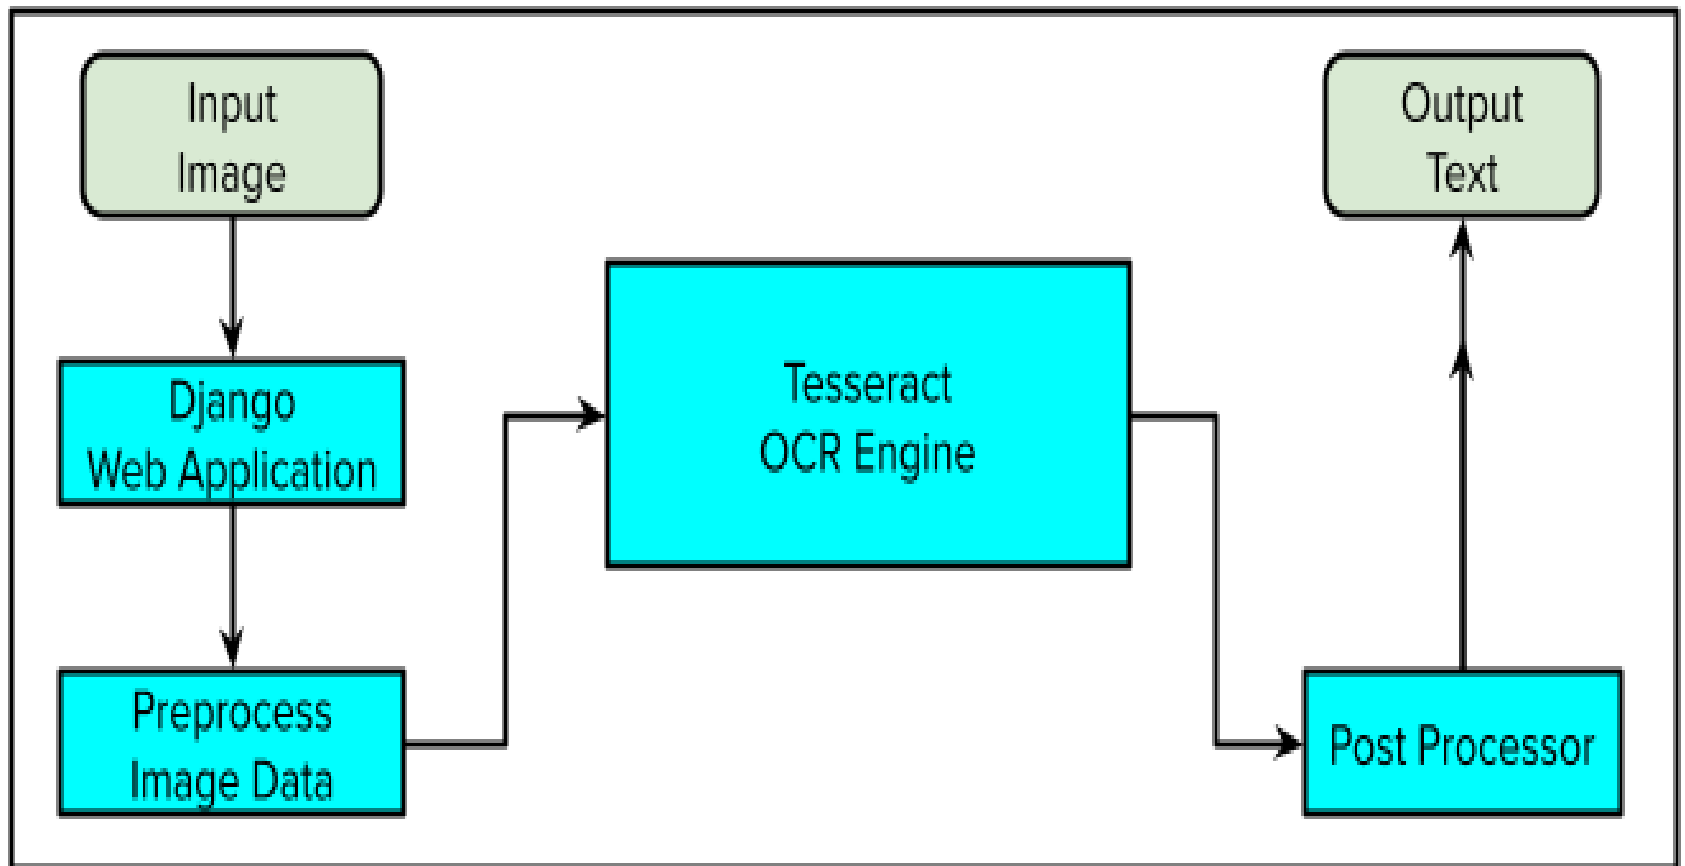 Input
Image
Django
Web Application
Preprocess
Image Data
Tesseract
OCR Engine
Post Processor
Output
Text